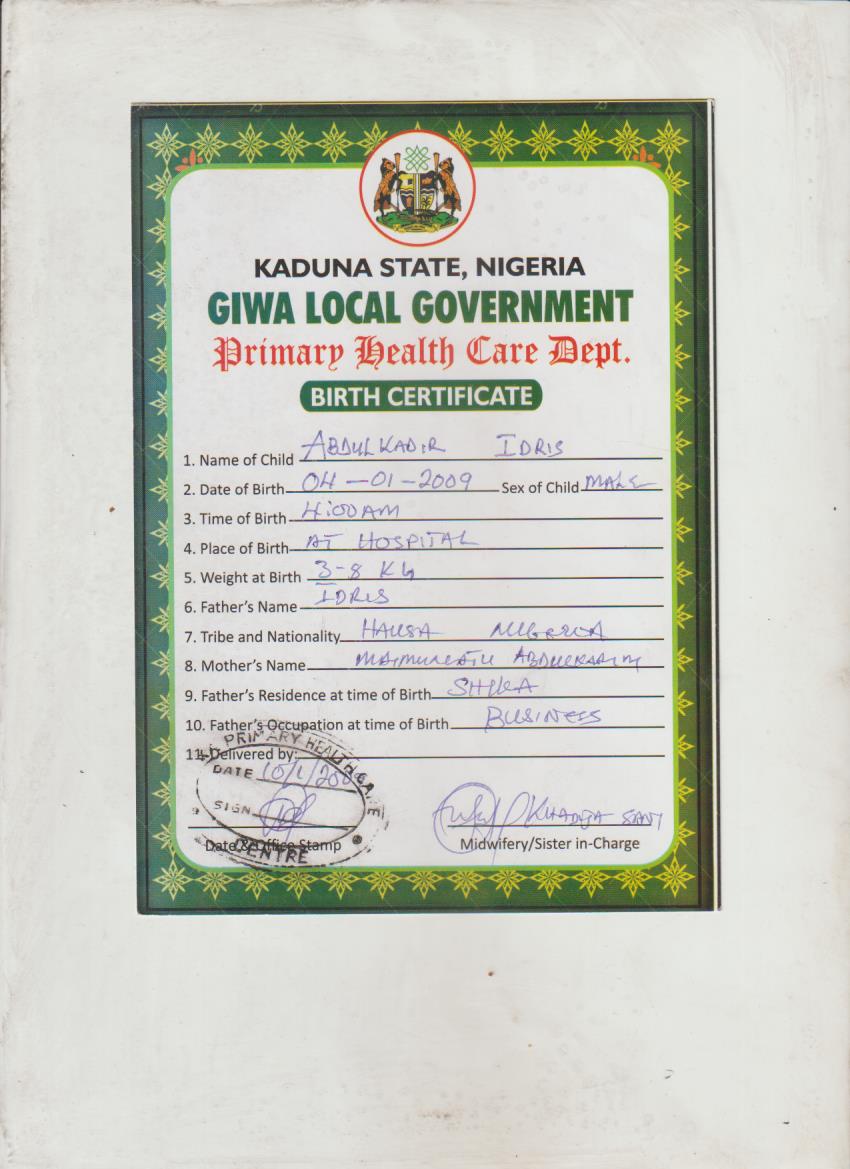 KADUNA STATE, NIGERIA
GIWA LOCAL GOVERNMENT
Primary Health Care Dept.
BIRTH CERTIFICATE
1. Name of Child ABDULKADIR IDRIS
2. Date of Birth 04-01-2009 Sex of Child MALE
3. Time of Birth 4:00AM
4. Place of Birth AT HOSPITAL
5. Weight at Birth 3-8 KG
6. Father's Name IDRIS
7. Tribe and Nationality HAUSA NIGERIA
8. Mother's Name ABDULKARIM
9. Father's Residence at time of Birth SHIKA
10. Father's Occupation at time of Birth BUSINESS
11. Delivered by:
PRIMARY HEALTH CARE
DATE 10/1/2009
SIGN
CENTRE
KHADIJA SANI
Date & Office Stamp Midwifery/Sister in-Charge